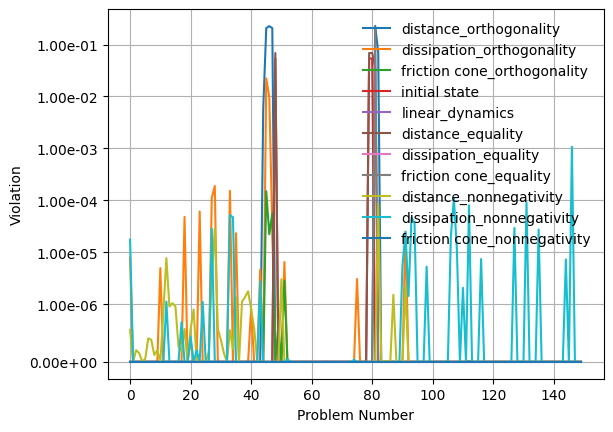 1.00e-01
1.00e-02
1.00e-03
1.00e-04
1.00e-05
1.00e-06
0.00e+00
Violation
distance_orthogonality
dissipation_orthogonality
friction cone_orthogonality
initial state
linear_dynamics
distance_equality
dissipation_equality
friction cone_equality
distance_nonnegativity
dissipation_nonnegativity
friction cone_nonnegativity
0 20 40 60 80 100 120 140
Problem Number